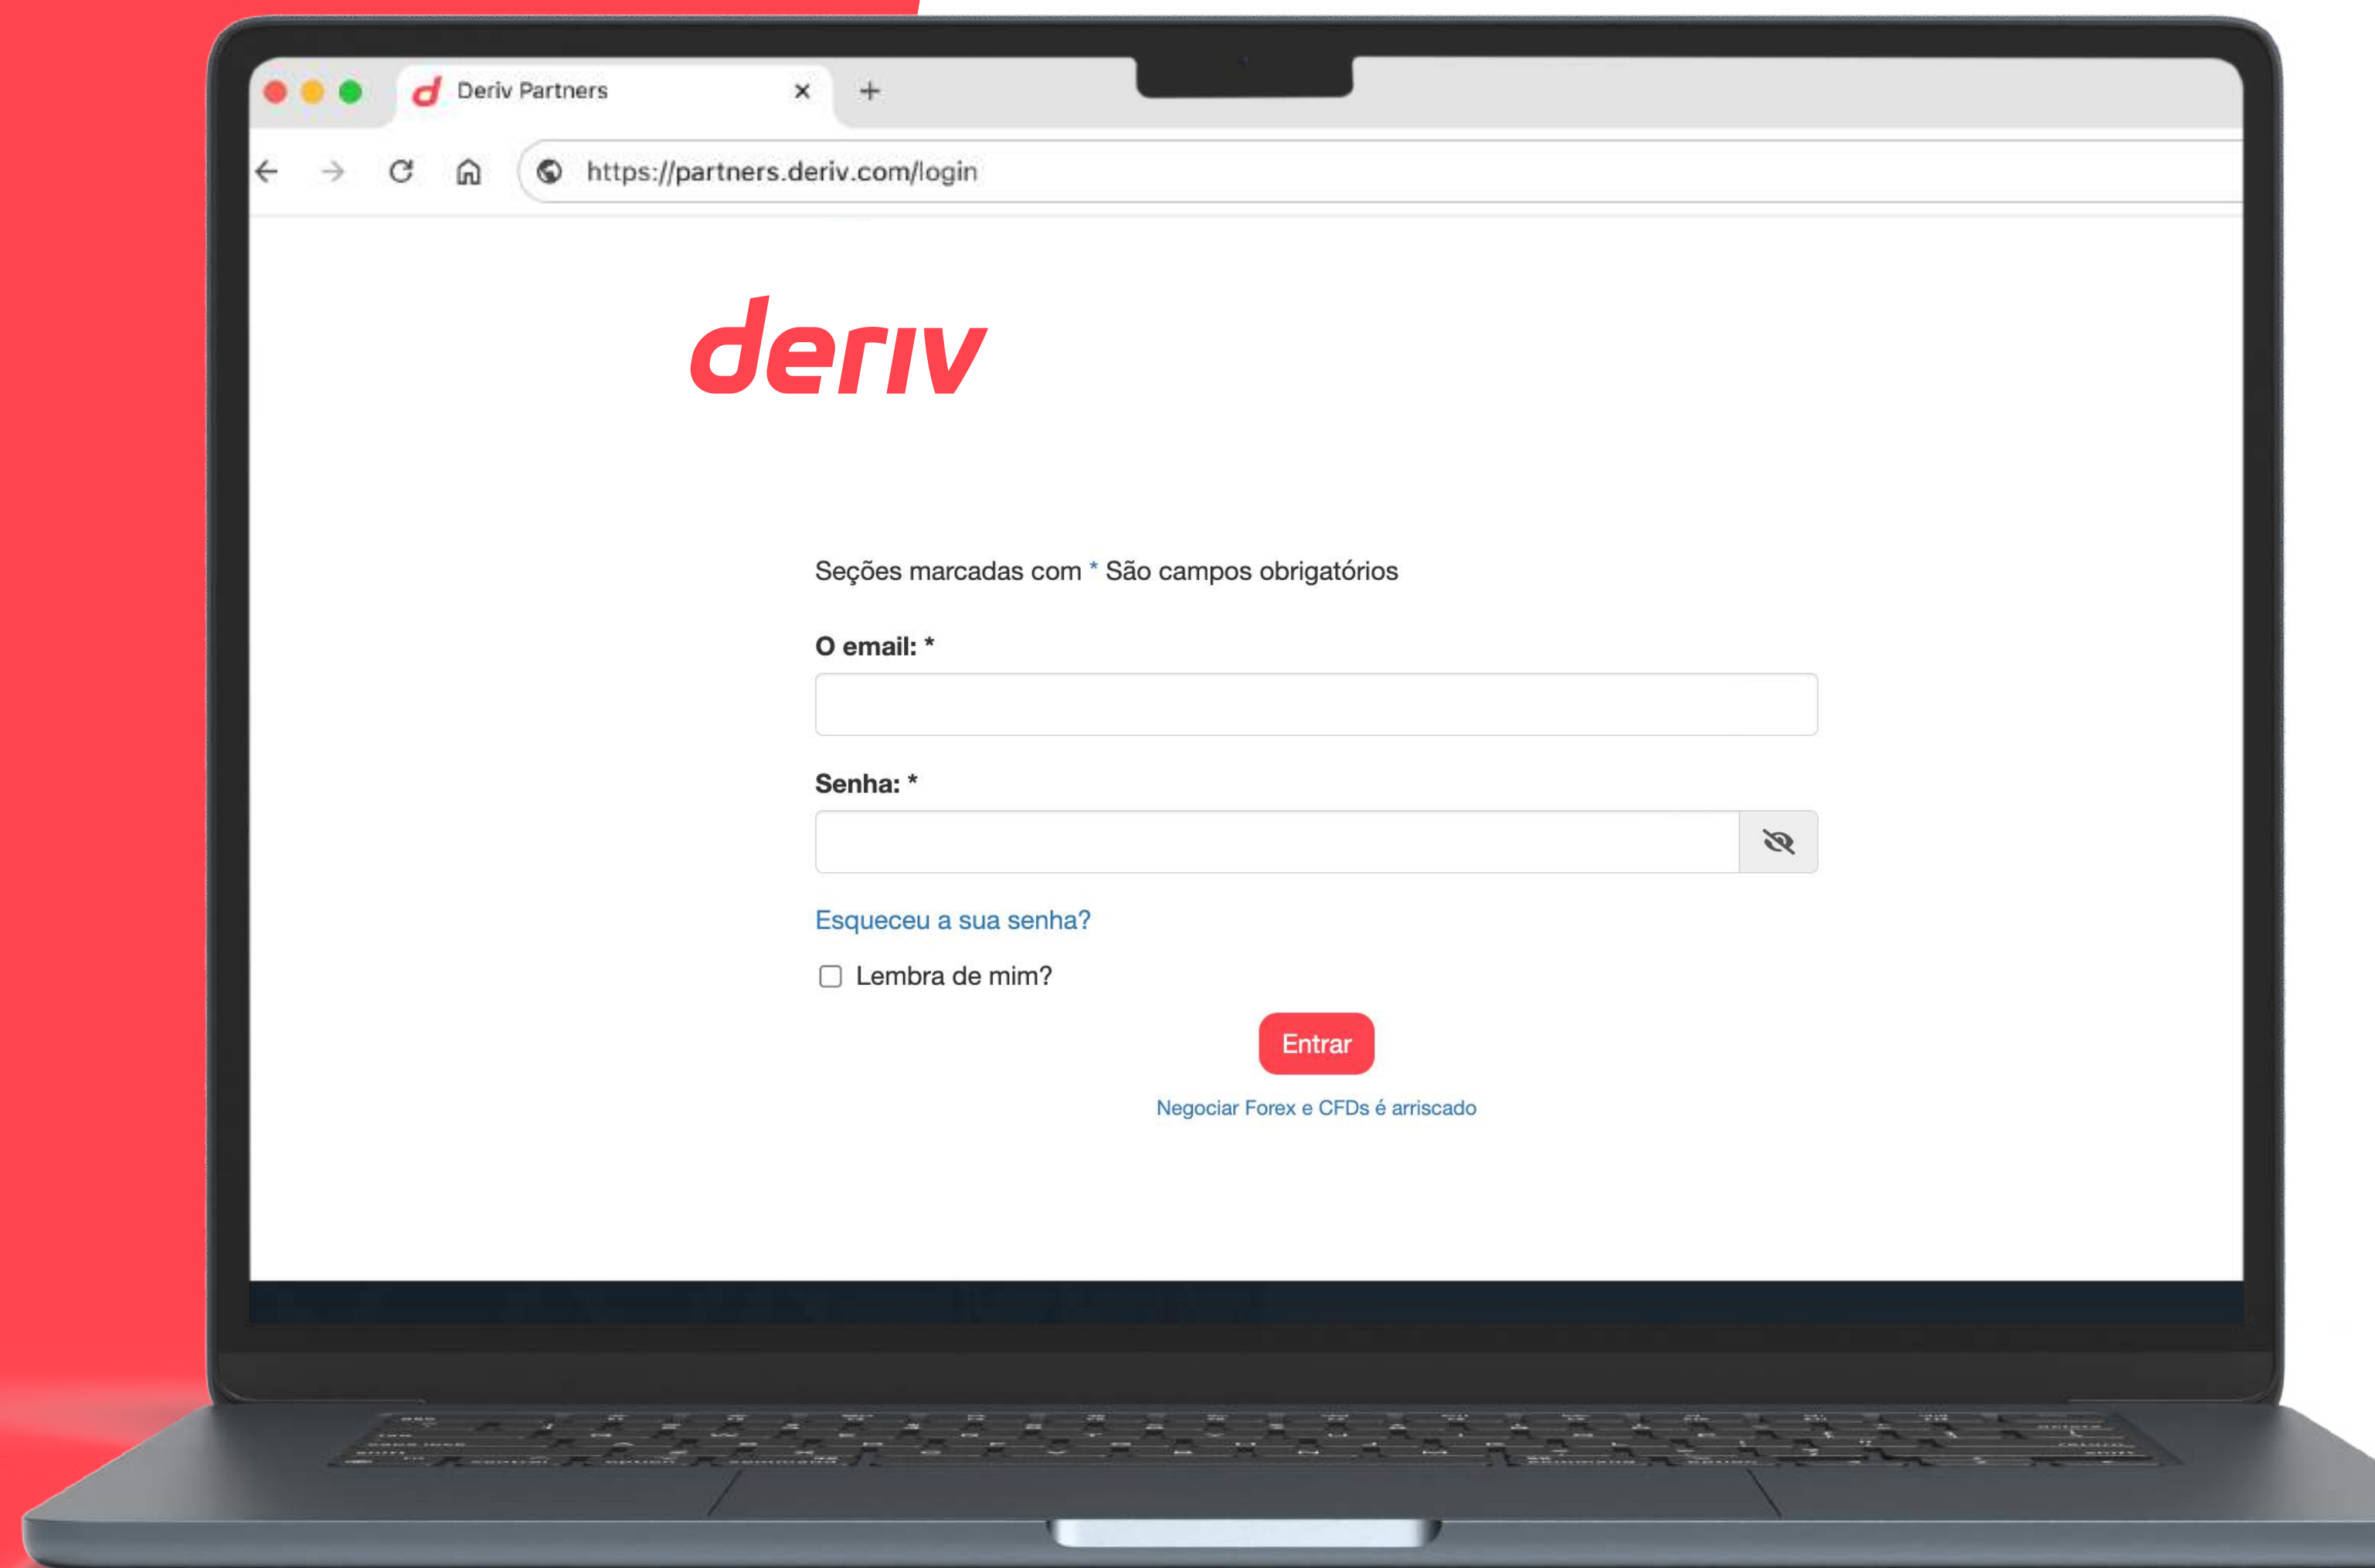 Deriv Partners
https://partners.deriv.com/login
deriv
Seções marcadas com * São campos obrigatórios
O email: *
Senha: *
Esqueceu a sua senha?
Lembra de mim?
Entrar
Negociar Forex e CFDs é arriscado